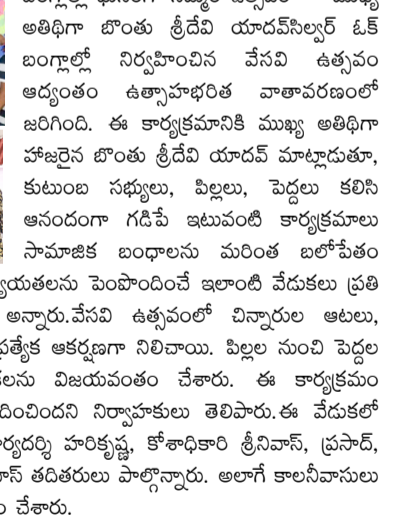 అతిథిగా బొంతు శ్రీదేవి యాదవ్‌సిల్వర్ ఓక్
బంగ్లాల్లో నిర్వహించిన వేసవి ఉత్సవం
ఆద్యంతం ఉత్సాహభరిత వాతావరణంలో
జరిగింది. ఈ కార్యక్రమానికి ముఖ్య అతిథిగా
హాజరైన బొంతు శ్రీదేవి యాదవ్ మాట్లాడుతూ,
కుటుంబ సభ్యులు, పిల్లలు, పెద్దలు కలిసి
ఆనందంగా గడిపే ఇటువంటి కార్యక్రమాలు
సామాజిక బంధాలను మరింత బలోపేతం
పెంపొందించే ఇలాంటి వేడుకలు ప్రతి
అన్నారు.వేసవి ఉత్సవంలో చిన్నారుల ఆటలు,
ఆకర్షణగా నిలిచాయి. పిల్లల నుంచి పెద్దల
విజయవంతం చేశారు. ఈ కార్యక్రమం
నిర్వాహకులు తెలిపారు.ఈ వేడుకలో
హరికృష్ణ, కోశాధికారి శ్రీనివాస్, ప్రసాద్,
తదితరులు పాల్గొన్నారు. అలాగే కాలనీవాసులు
చేశారు.